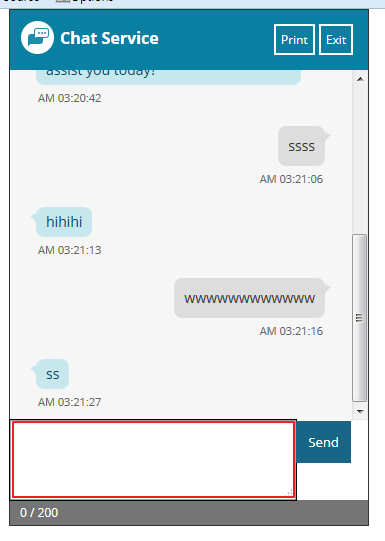 Chat Service
Print
Exit
assist you today?
AM 03:20:42
ssss
AM 03:21:06
hihihi
AM 03:21:13
wwwwwwwwwwww
AM 03:21:16
ss
AM 03:21:27
Send
0 / 200